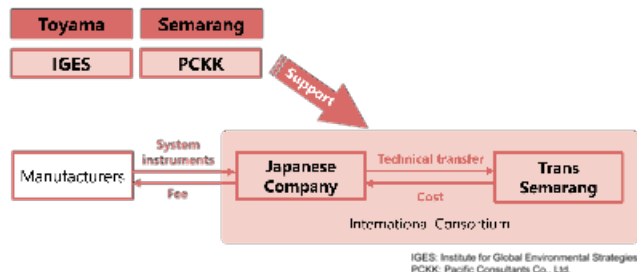 Toyama
Semarang
IGES
PCKK
Support
System
instruments
Manufacturers
Fee
Japanese
Company
Technical transfer
Cost
Trans
Semarang
International Consortium
IGES: Institute for Global Environmental Strategies
PCKK: Pacific Consultants Co., Ltd.